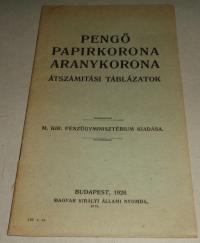 PENGŐ
PAPIRKORONA
ARANYKORONA
ÁTSZÁMITÁSI TÁBLÁZATOK
M. KIR. PÉNZÜGYMINISZTÉRIUM KIADÁSA.
BUDAPEST, 1926
MAGYAR KIRÁLYI ÁLLAMI NYOMDA.